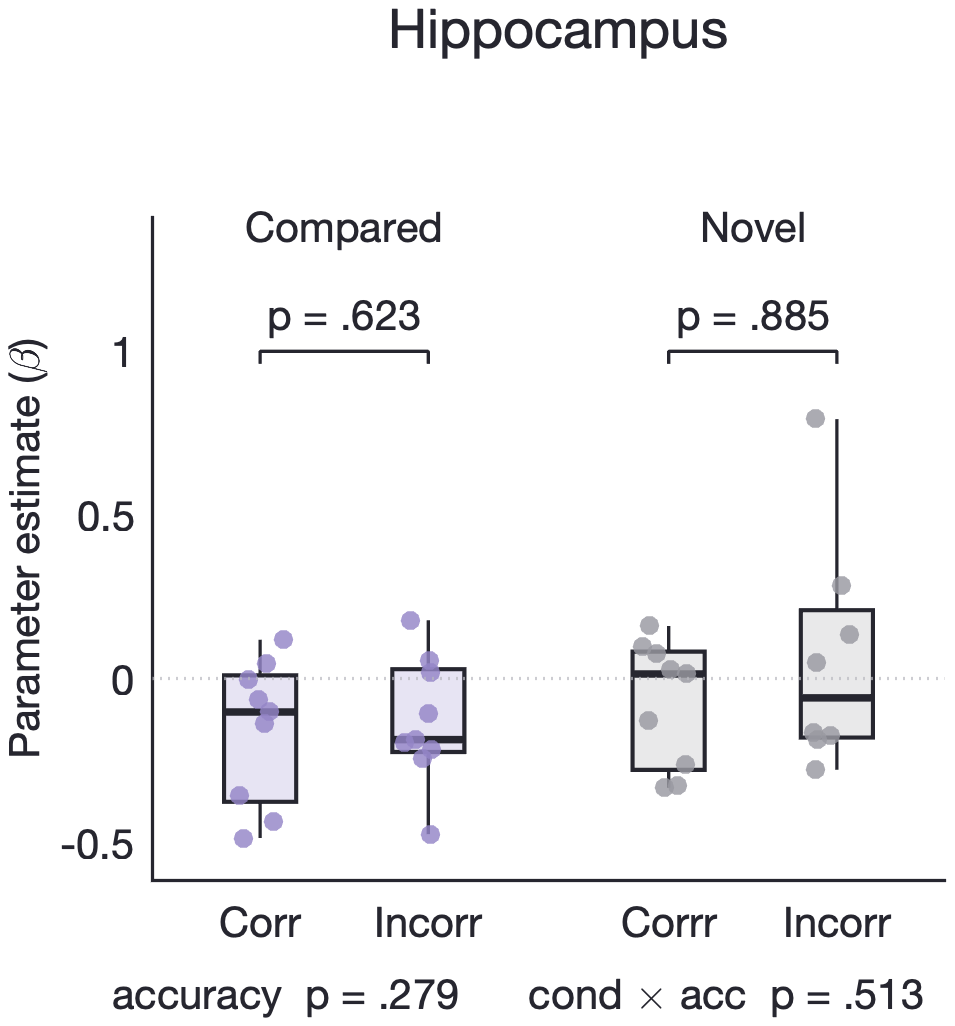 Hippocampus
Compared Novel
p = .623 p = .885
Parameter estimate (β)
1
0.5
0
-0.5
Corr Incorr Corrr Incorr
accuracy p = .279 cond × acc p = .513